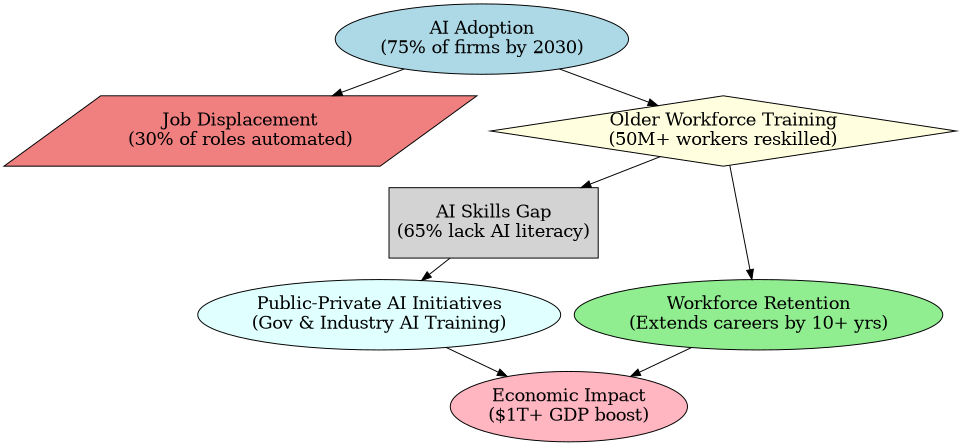 AI Adoption
(75% of firms by 2030)
Job Displacement
(30% of roles automated)
Older Workforce Training
(50M+ workers reskilled)
AI Skills Gap
(65% lack AI literacy)
Public-Private AI Initiatives
(Gov & Industry AI Training)
Workforce Retention
(Extends careers by 10+ yrs)
Economic Impact
($1T+ GDP boost)